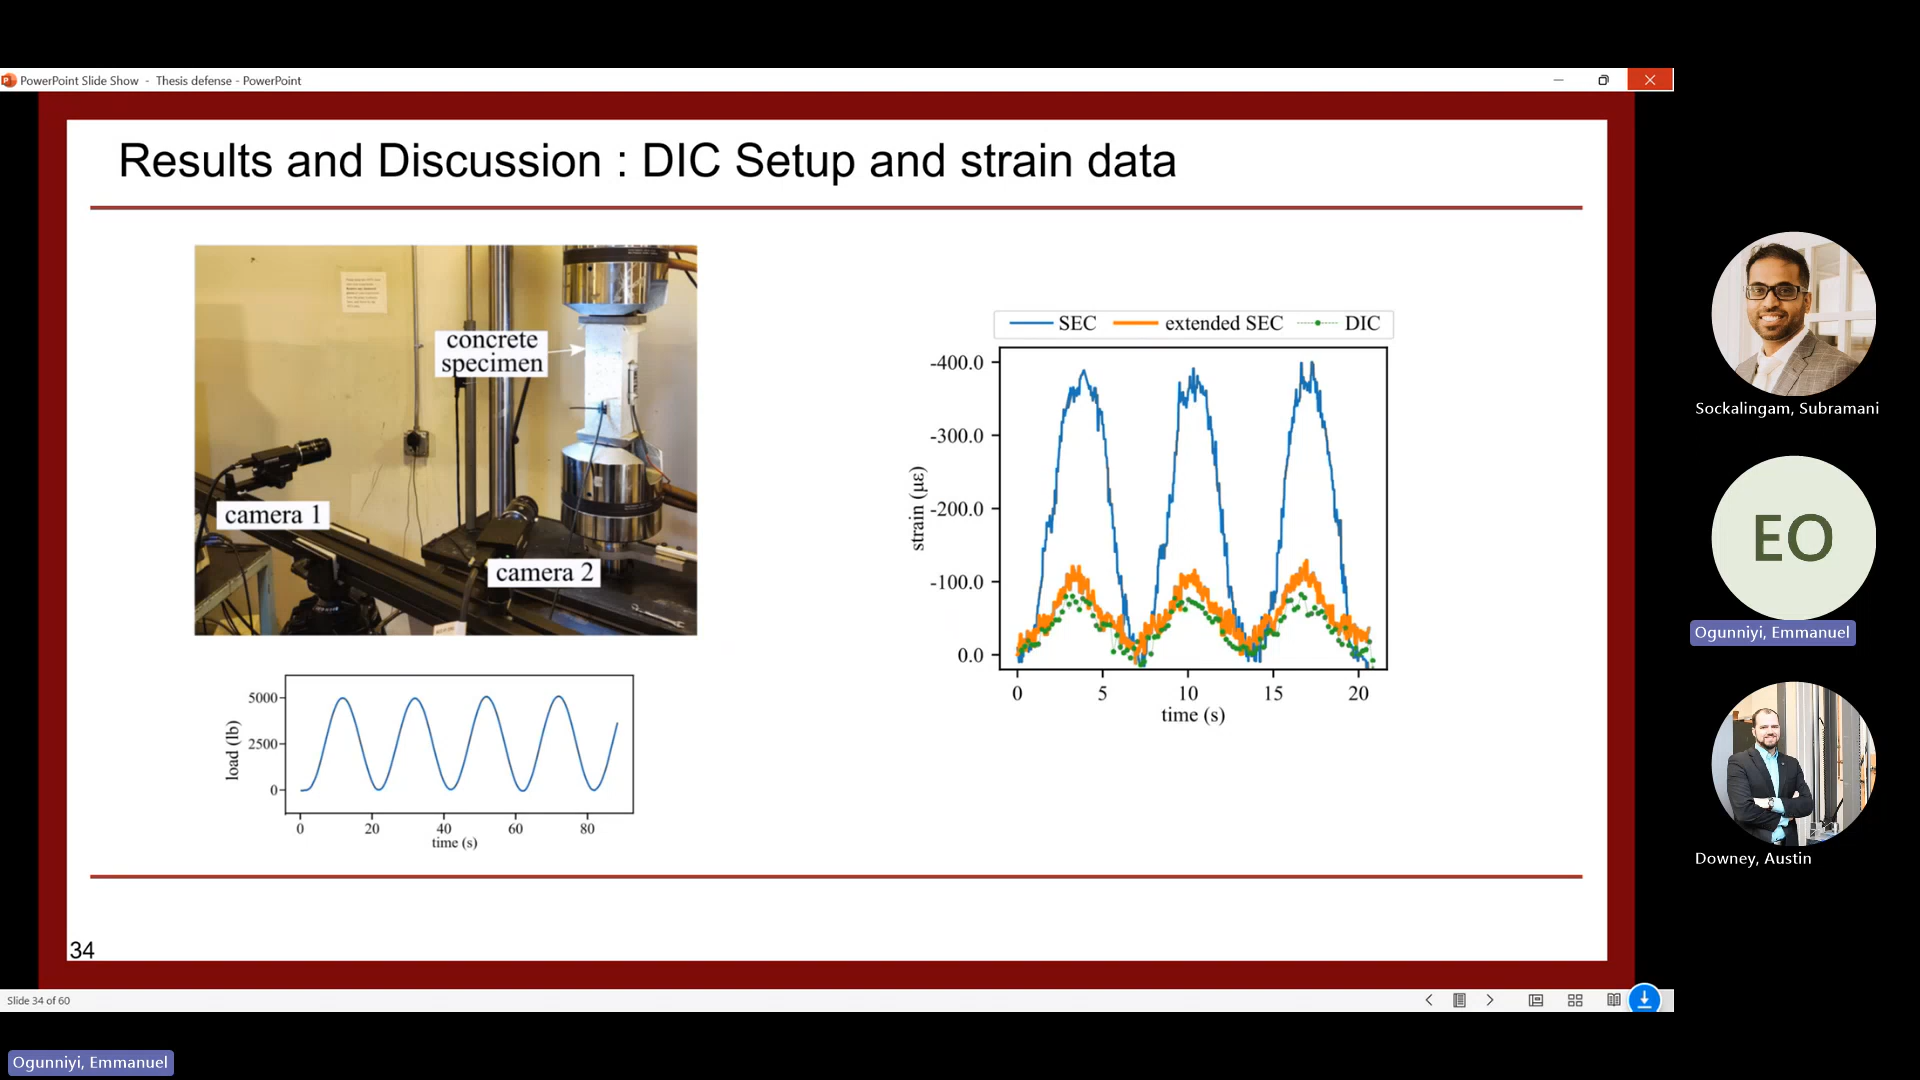 PowerPoint Slide Show - Thesis defense - PowerPoint
Results and Discussion : DIC Setup and strain data
concrete
specimen
camera 1
camera 2
SEC extended SEC DIC
-400.0
-300.0
-200.0
-100.0
0.0
strain (με)
0 5 10 15 20
time (s)
5000
2500
0
load (lb)
0 20 40 60 80
time (s)
34
Slide 34 of 60
Sockalingam, Subramani
EO
Ogunniyi, Emmanuel
Downey, Austin
Ogunniyi, Emmanuel